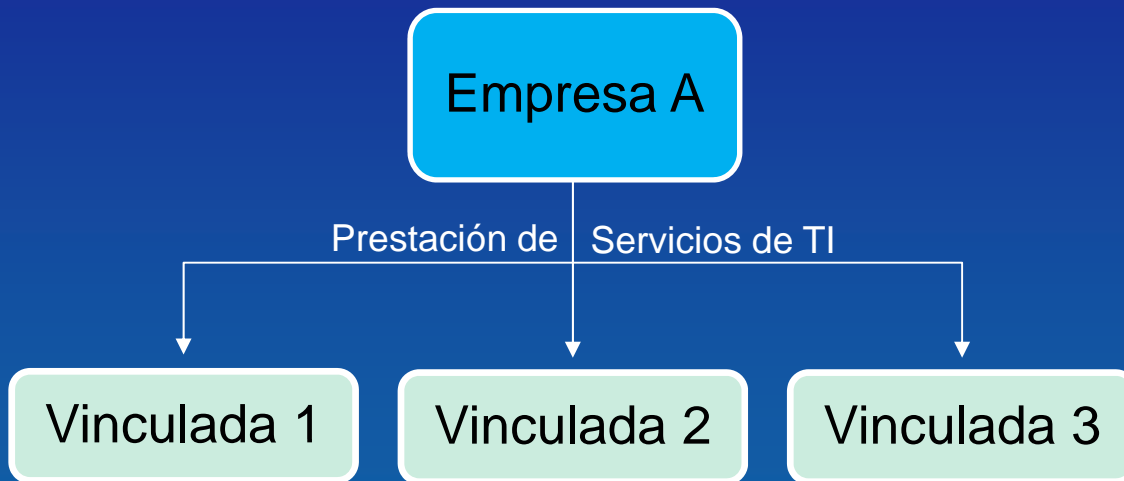 Empresa A
Prestación de Servicios de TI
Vinculada 1
Vinculada 2
Vinculada 3